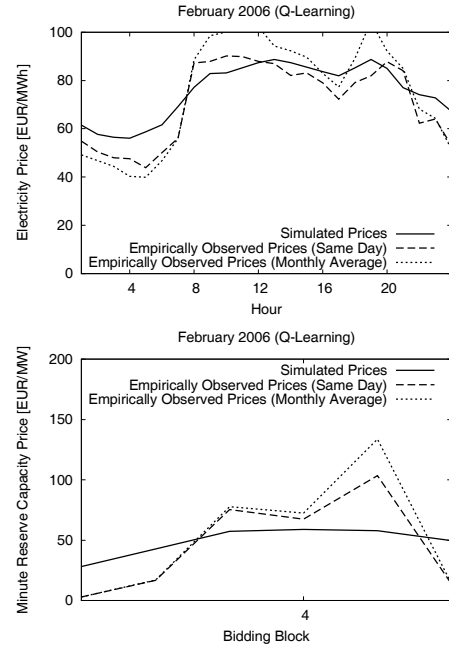 February 2006 (Q-Learning)
Electricity Price [EUR/MWh]
100
80
60
40
20
0
Simulated Prices
Empirically Observed Prices (Same Day)
Empirically Observed Prices (Monthly Average)
4 8 12 16 20
Hour
February 2006 (Q-Learning)
Minute Reserve Capacity Price [EUR/MW]
200
150
100
50
0
Simulated Prices
Empirically Observed Prices (Same Day)
Empirically Observed Prices (Monthly Average)
4
Bidding Block